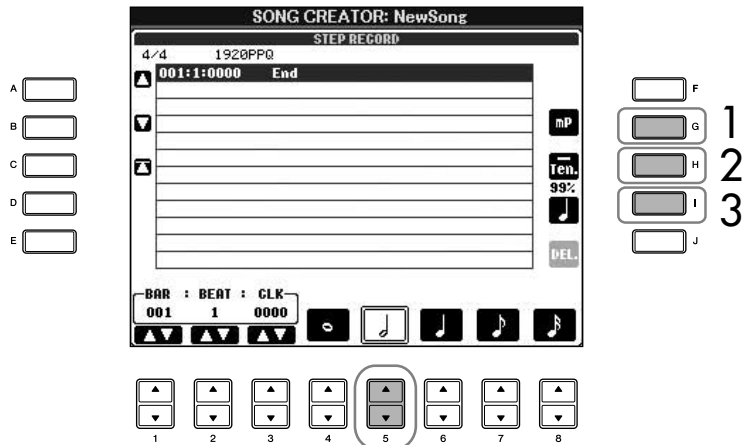 SONG CREATOR: NewSong
STEP RECORD
4/4 1920PPQ
001:1:0000 End
A
B
C
D
E
F
G 1
H 2
I 3
J
mP
Ten.
99%
DEL.
BAR : BEAT : CLK
001 1 0000
1 2 3 4 5 6 7 8